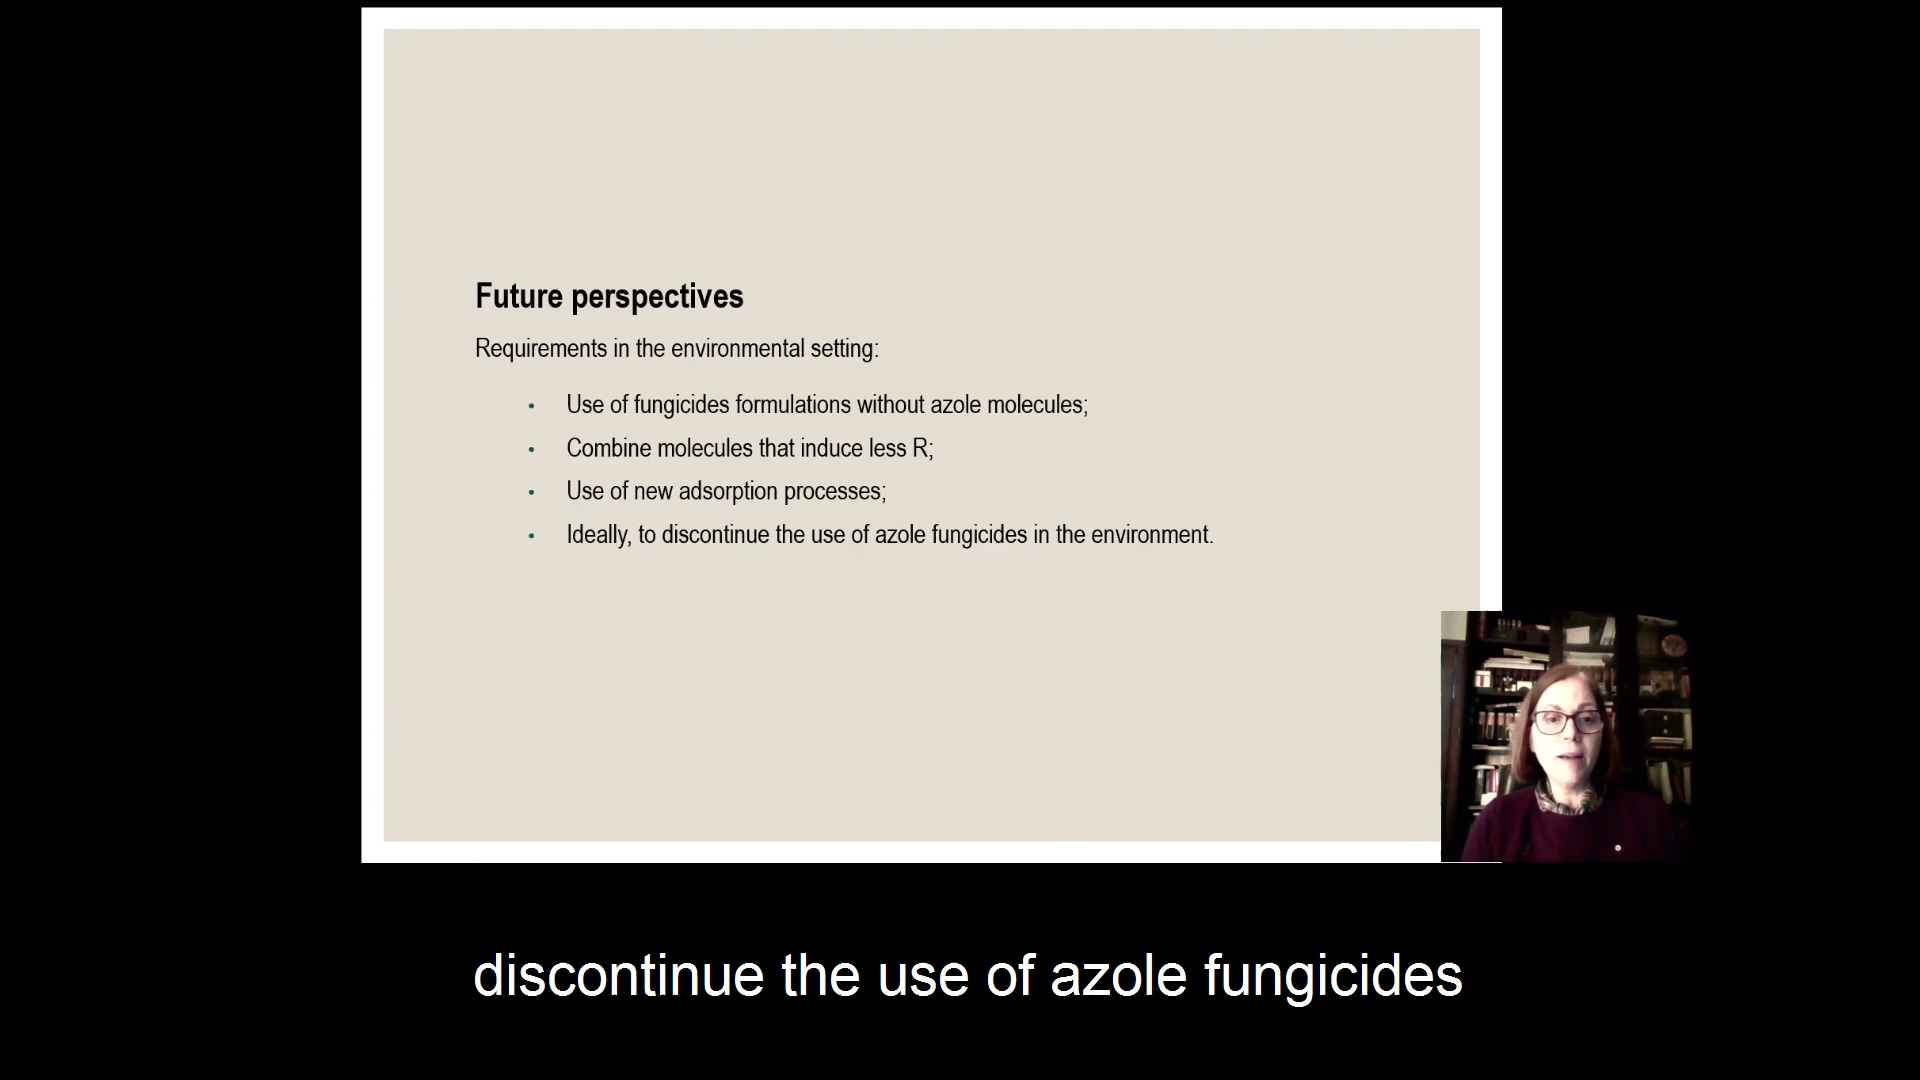 Future perspectives
Requirements in the environmental setting:
• Use of fungicides formulations without azole molecules;
• Combine molecules that induce less R;
• Use of new adsorption processes;
• Ideally, to discontinue the use of azole fungicides in the environment.
discontinue the use of azole fungicides